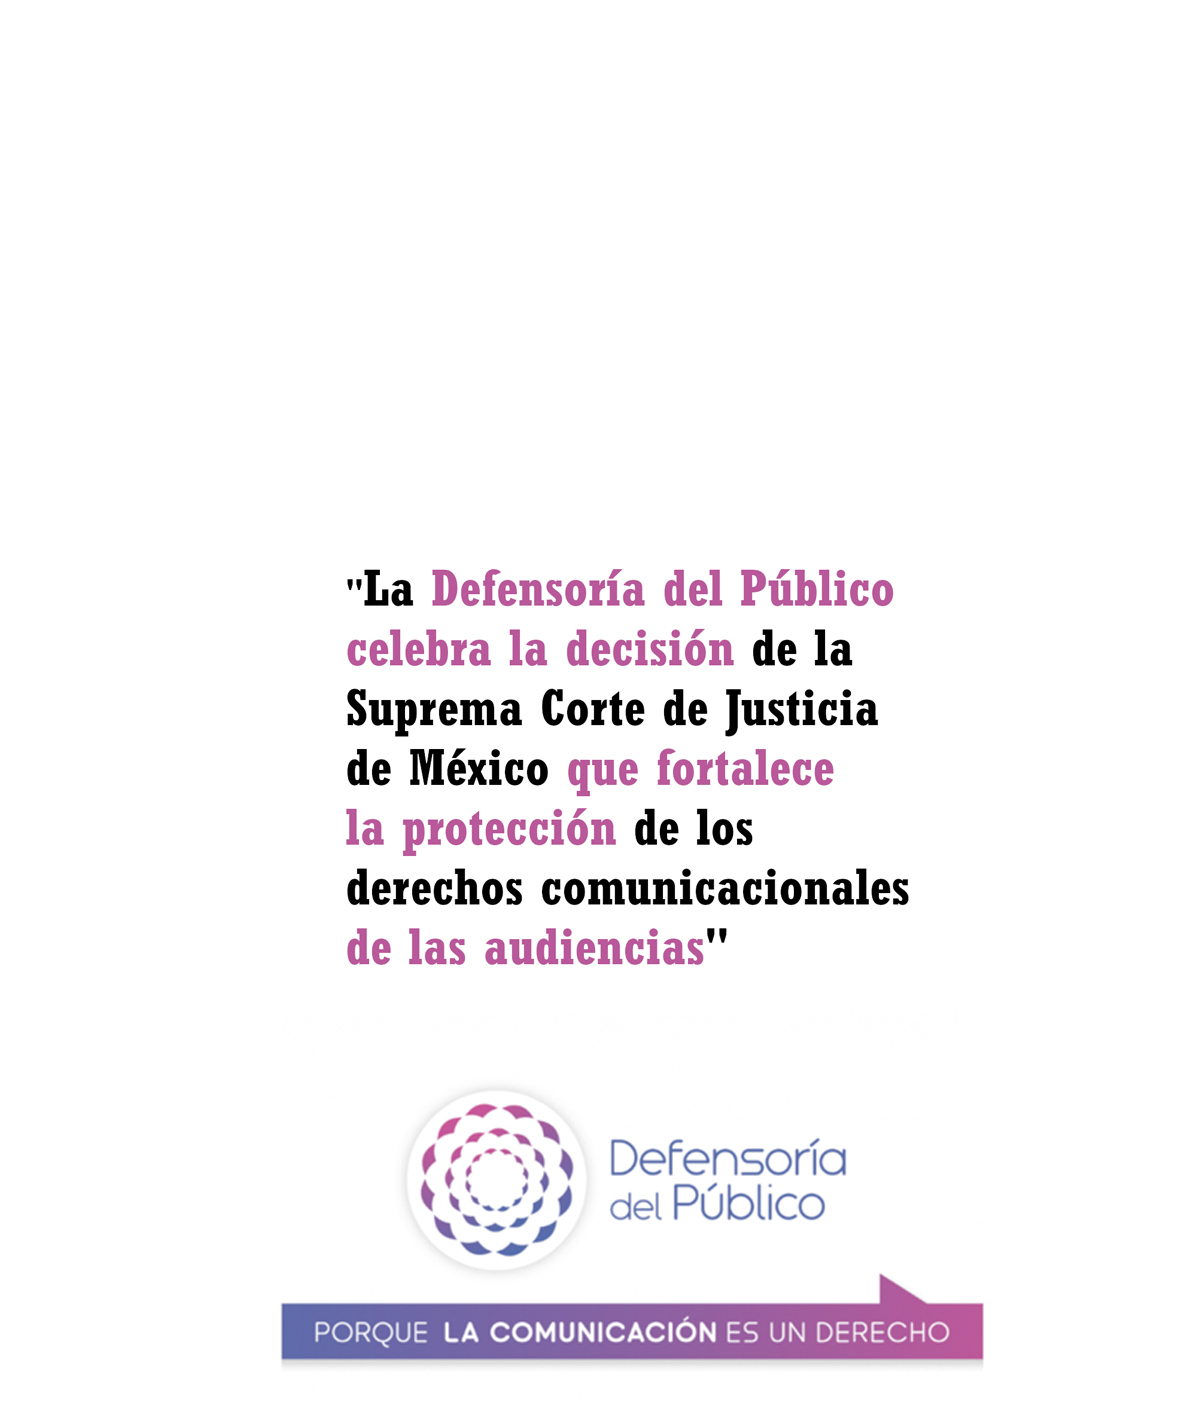 "La Defensoría del Público
celebra la decisión de la
Suprema Corte de Justicia
de México que fortalece
la protección de los
derechos comunicacionales
de las audiencias"
Defensoría
del Público
PORQUE LA COMUNICACIÓN ES UN DERECHO